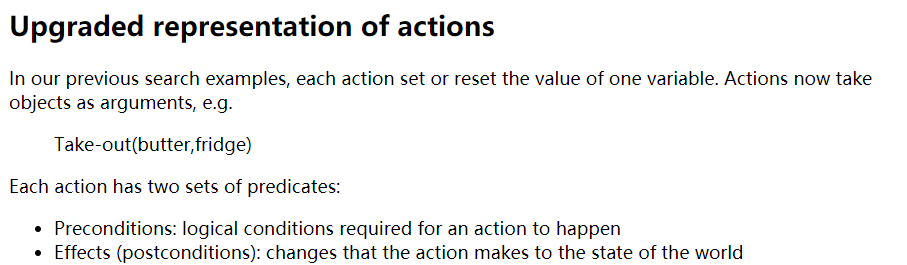 Upgraded representation of actions
In our previous search examples, each action set or reset the value of one variable. Actions now take
objects as arguments, e.g.
Take-out(butter,fridge)
Each action has two sets of predicates:
• Preconditions: logical conditions required for an action to happen
• Effects (postconditions): changes that the action makes to the state of the world